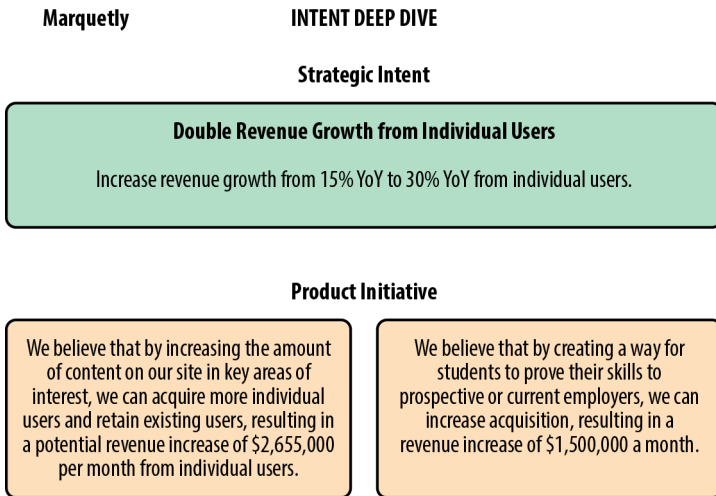 Marquetly INTENT DEEP DIVE
Strategic Intent
Double Revenue Growth from Individual Users
Increase revenue growth from 15% YoY to 30% YoY from individual users.
Product Initiative
We believe that by increasing the amount
of content on our site in key areas of
interest, we can acquire more individual
users and retain existing users, resulting in
a potential revenue increase of $2,655,000
per month from individual users.
We believe that by creating a way for
students to prove their skills to
prospective or current employers, we can
increase acquisition, resulting in a
revenue increase of $1,500,000 a month.